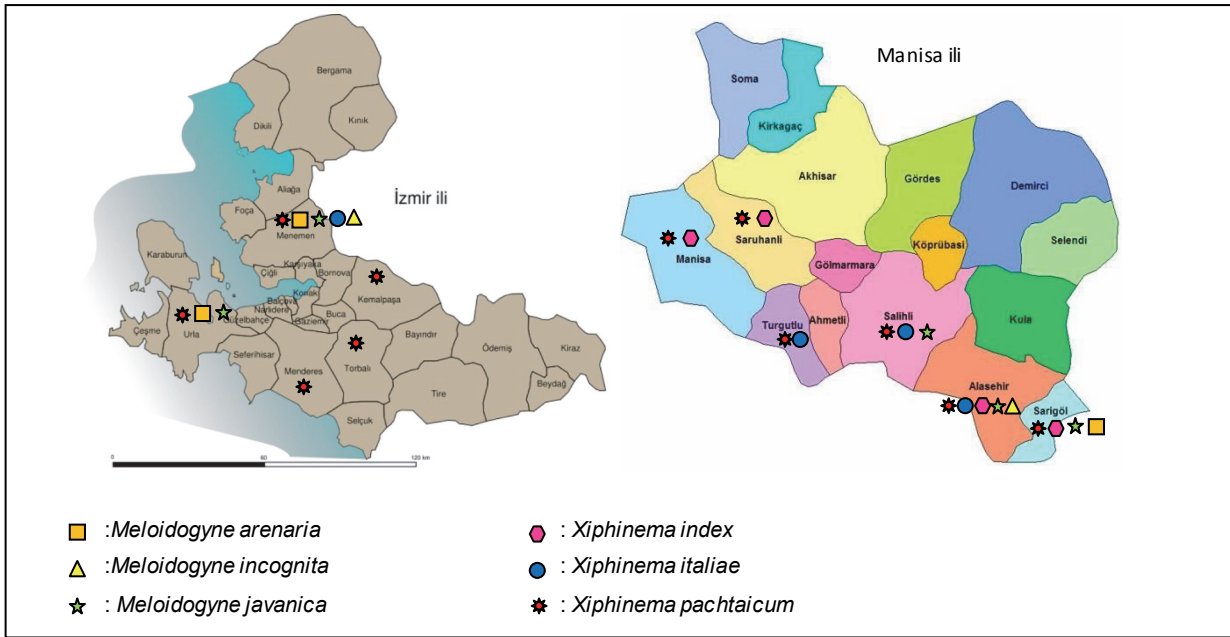 Manisa ili
İzmir ili
Bergama
Kınık
Dikili
Aliağa
Foça
Menemen
Karaburun
Çiğli
Karşıyaka
Bornova
Konak
Kemalpaşa
Balçova
Narlıdere
Güzelbahçe
Gaziemir
Buca
Çeşme
Urla
Seferihisar
Menderes
Torbalı
Bayındır
Ödemiş
Kiraz
Beydağ
Tire
Selçuk
0 60 120 km
Soma
Kirkagaç
Akhisar
Gördes
Demirci
Saruhanli
Manisa
Gölmarmara
Köprübasi
Selendi
Turgutlu
Ahmetli
Salihli
Kula
Alasehir
Sarigöl
:Meloidogyne arenaria
: Xiphinema index
:Meloidogyne incognita
: Xiphinema italiae
: Meloidogyne javanica
: Xiphinema pachtaicum